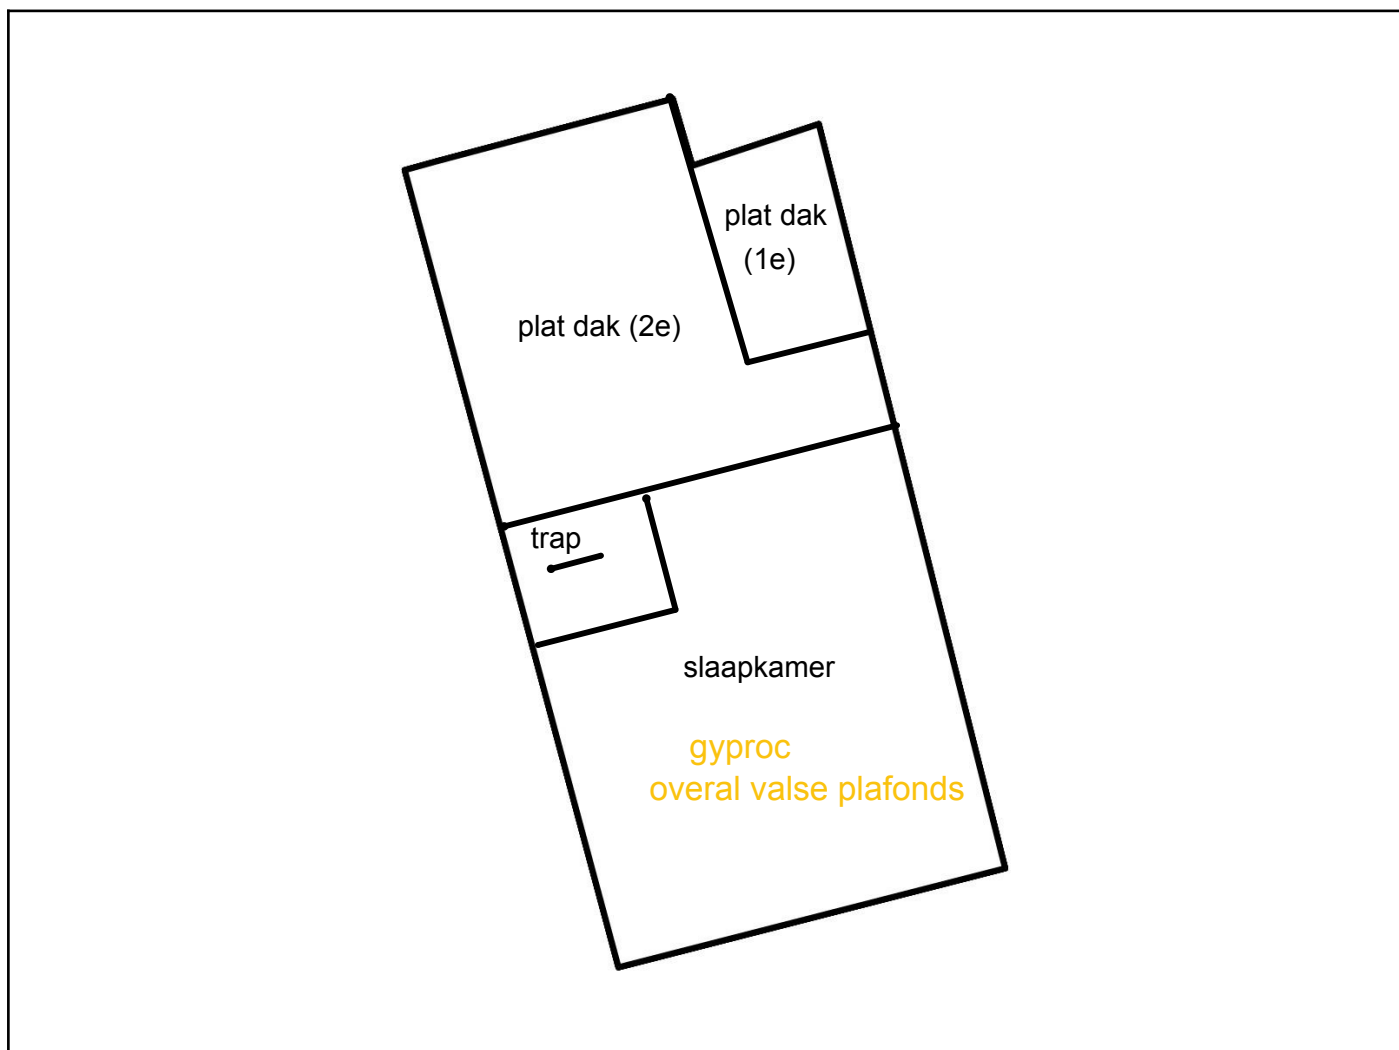 plat dak
(1e)
plat dak (2e)
trap
slaapkamer
gyproc
overal valse plafonds